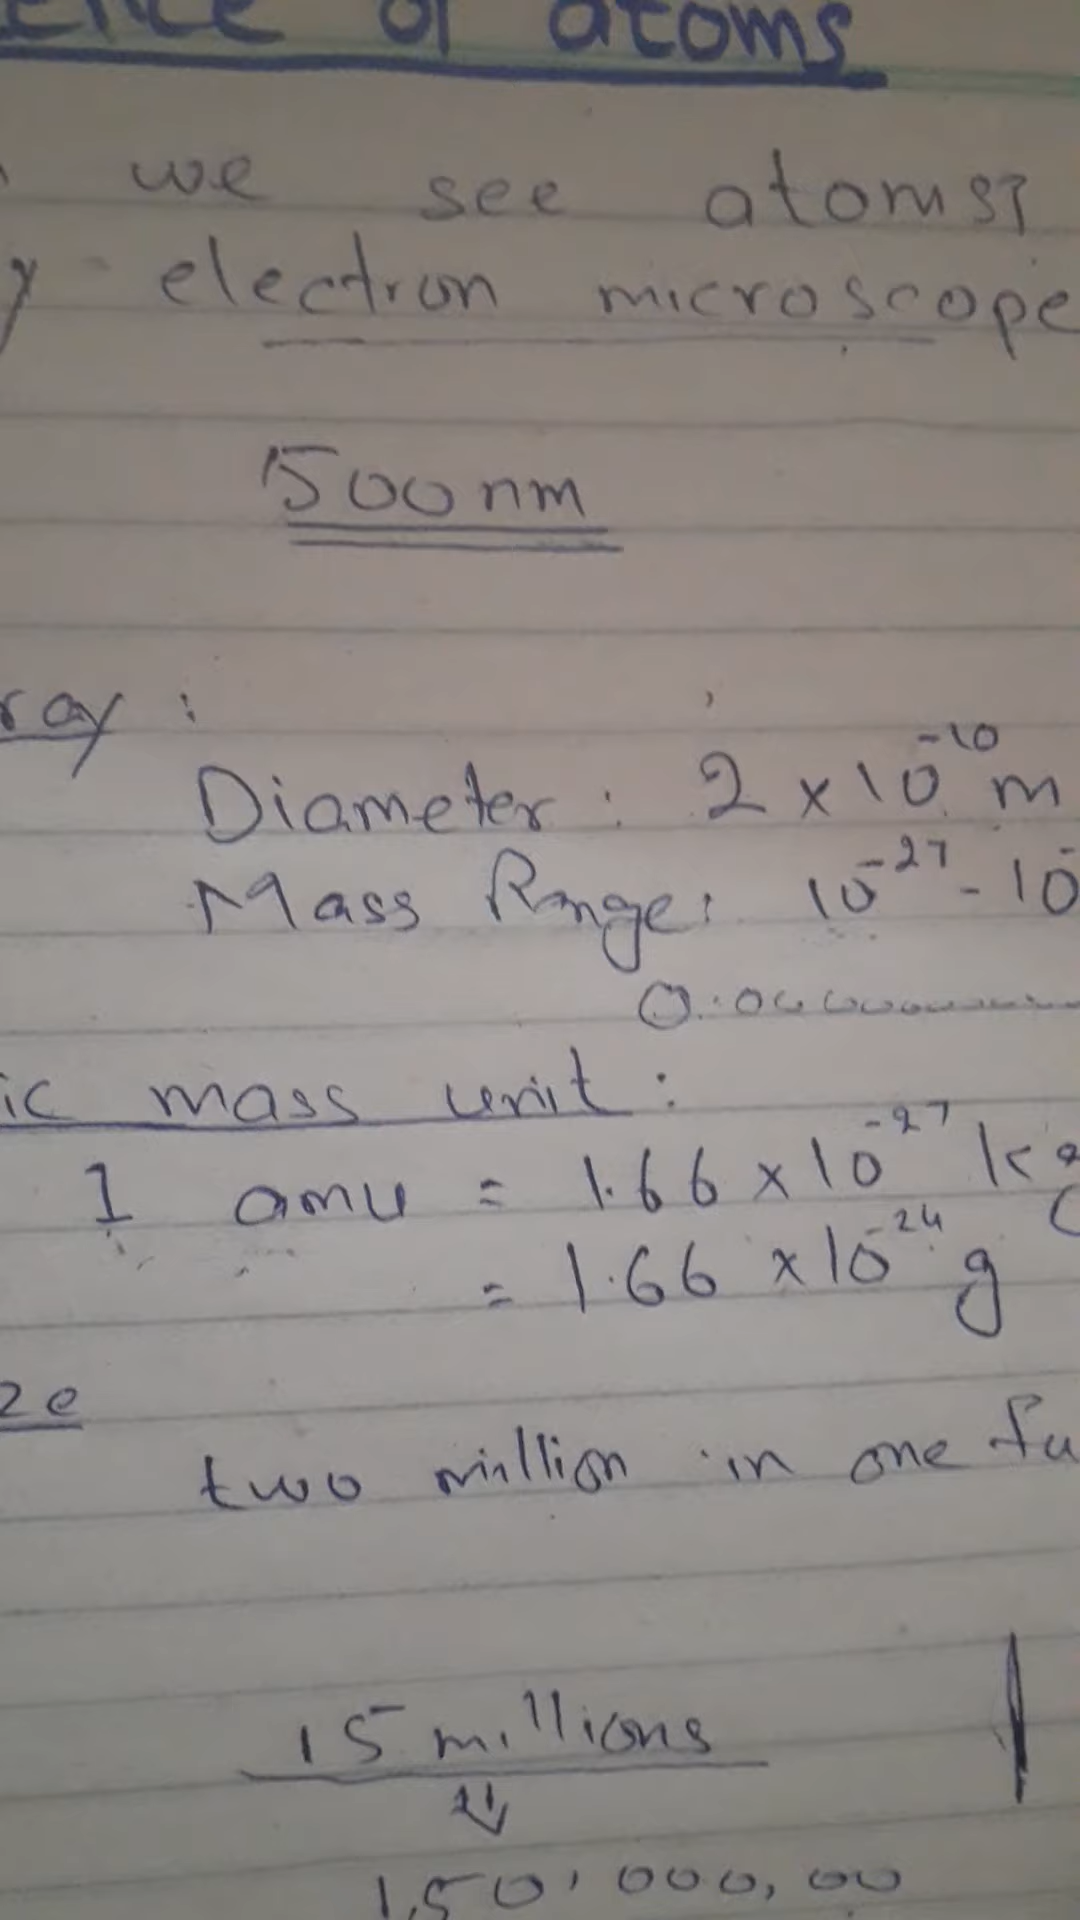 of atoms
we see atoms?
electron microscope
500nm
ray :
Diameter : 2 × 10⁻¹⁰ m
Mass Range: 10⁻²⁷ - 10⁻
ic mass unit :
1 amu = 1.66 × 10⁻²⁷ kg
= 1.66 × 10⁻²⁴ g
ze
two million in one fu
15 millions
1,50,000,00